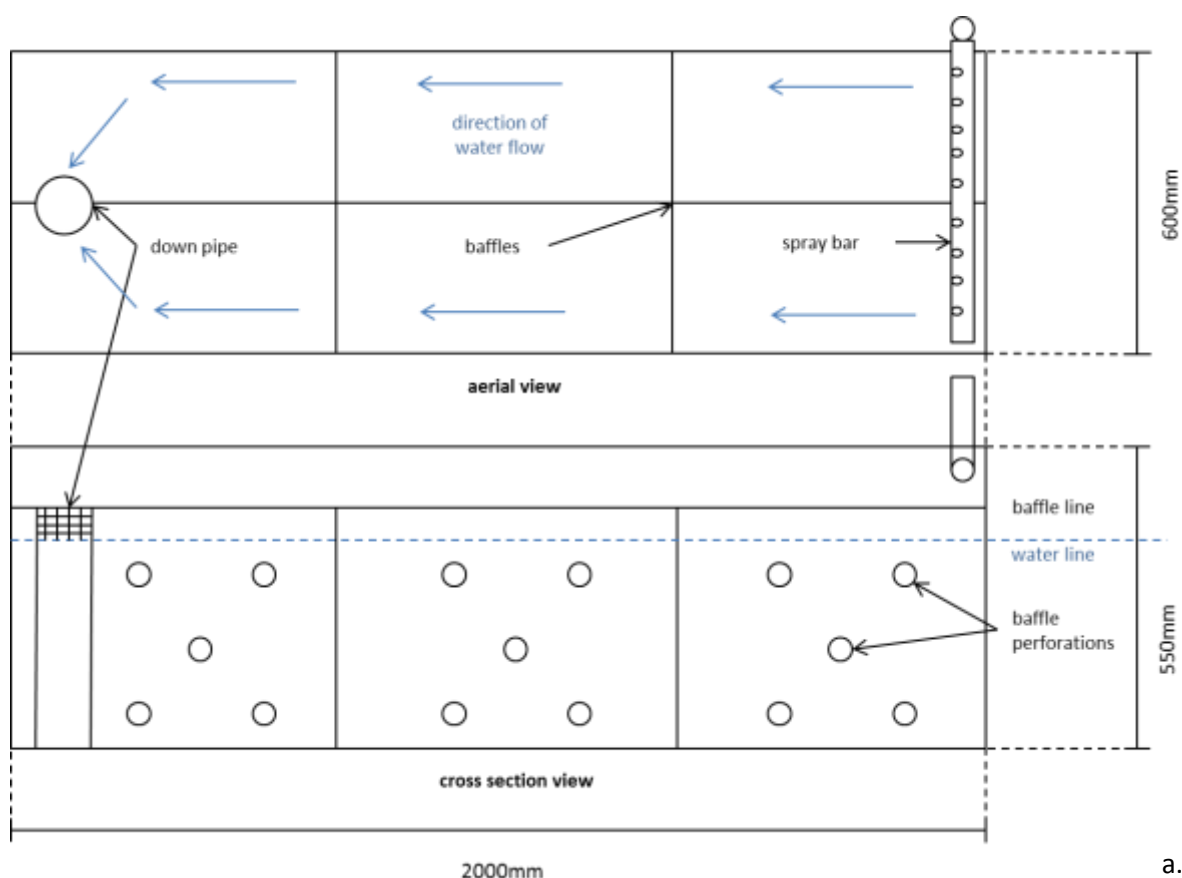 direction of
water flow
down pipe
baffles
spray bar
600mm
aerial view
baffle line
water line
baffle
perforations
550mm
cross section view
2000mm
a.